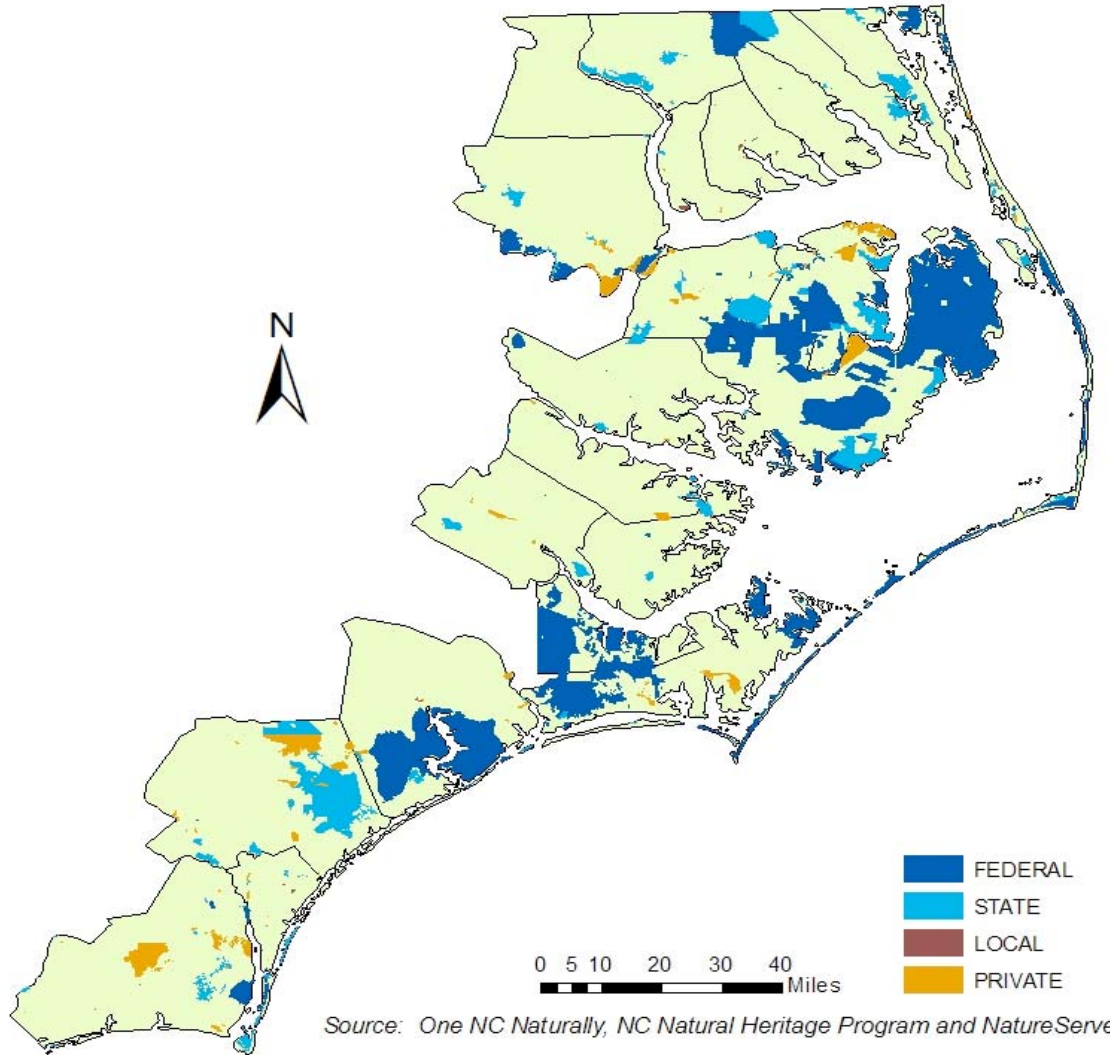 N
FEDERAL
STATE
LOCAL
PRIVATE
0 5 10 20 30 40
Miles
Source: One NC Naturally, NC Natural Heritage Program and NatureServe